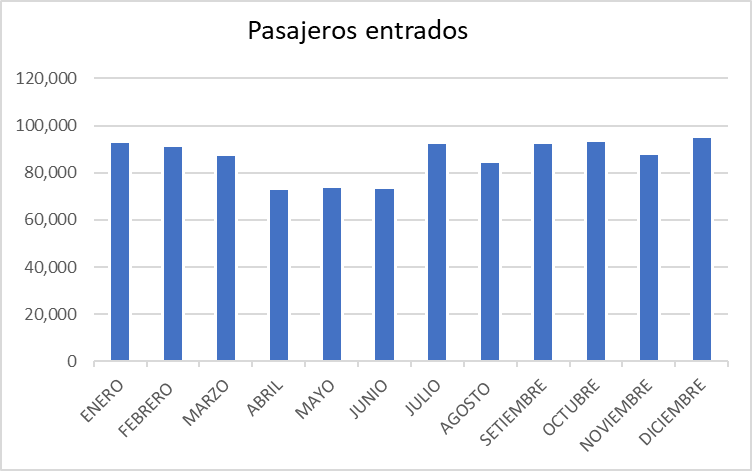 Pasajeros entrados
120,000
100,000
80,000
60,000
40,000
20,000
0
ENERO
FEBRERO
MARZO
ABRIL
MAYO
JUNIO
JULIO
AGOSTO
SETIEMBRE
OCTUBRE
NOVIEMBRE
DICIEMBRE